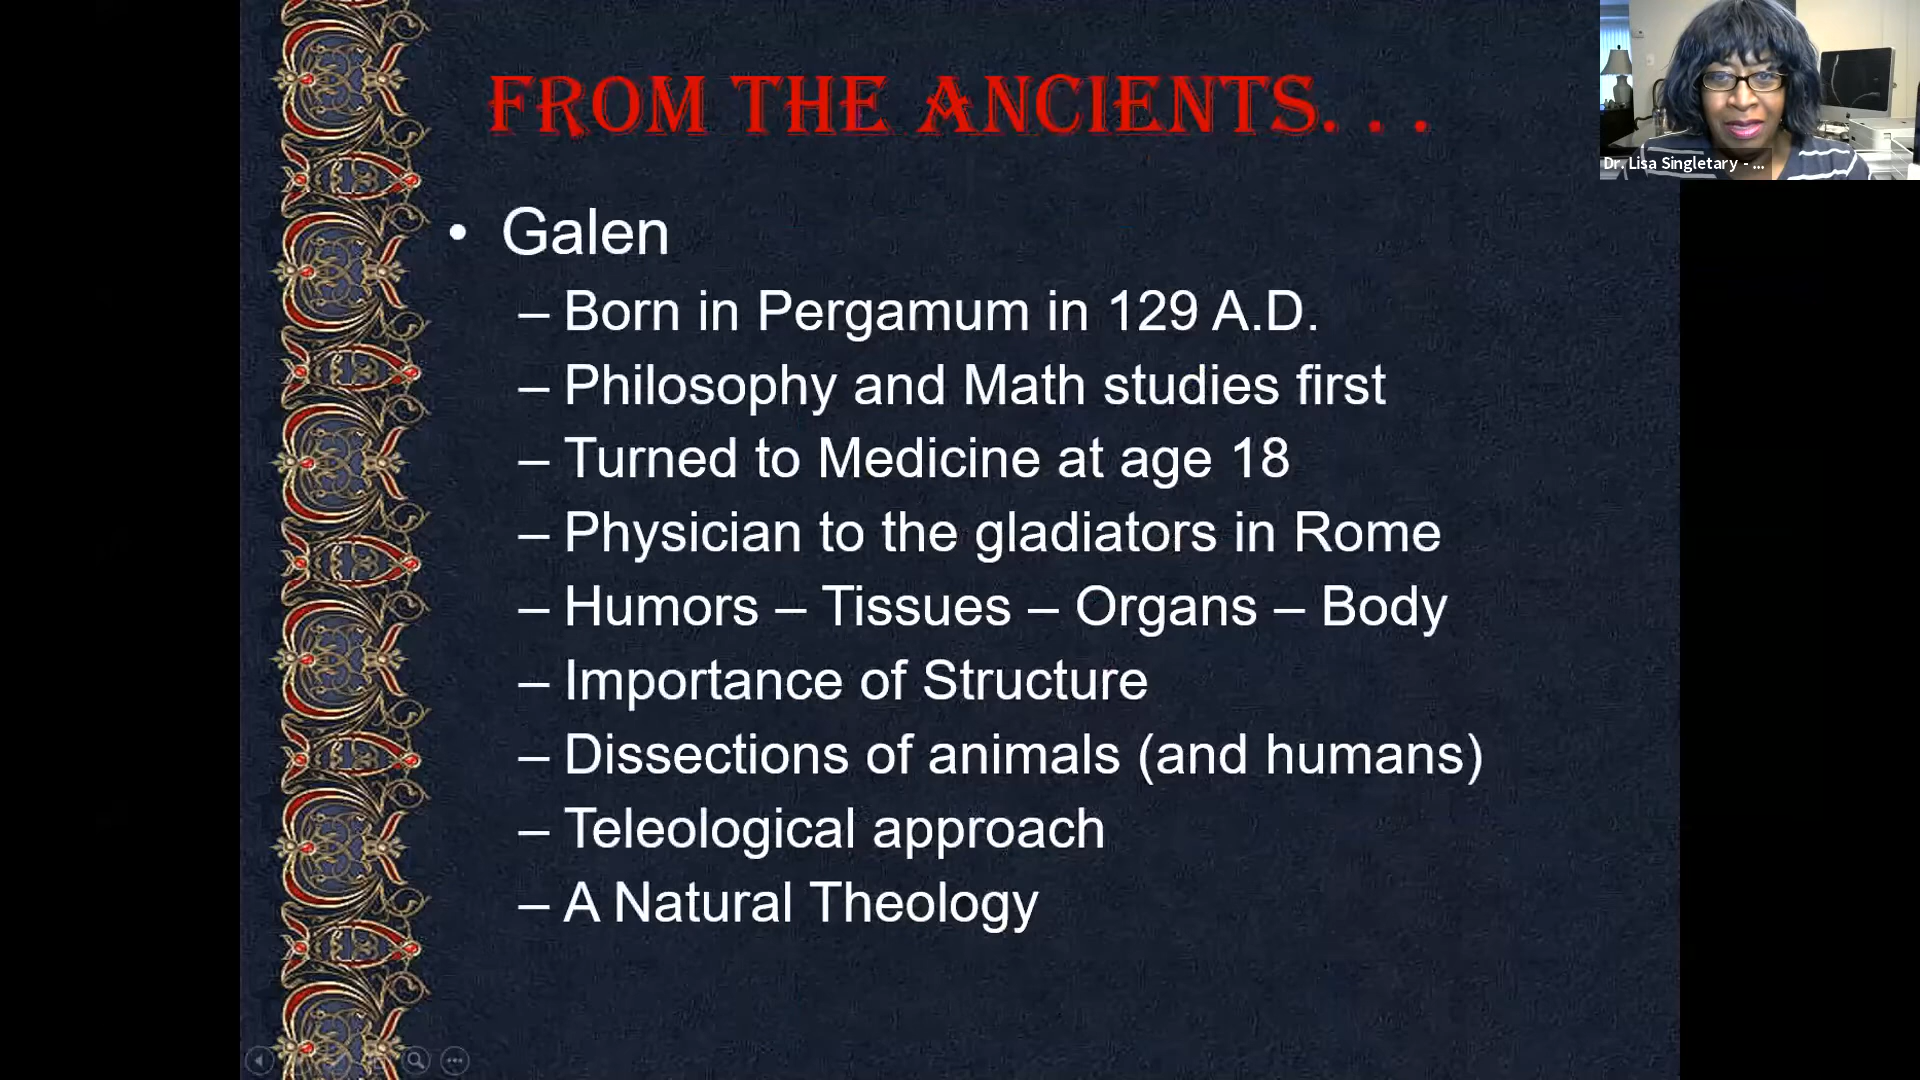 FROM THE ANCIENTS. . .
Dr. Lisa Singletary - ...
• Galen
– Born in Pergamum in 129 A.D.
– Philosophy and Math studies first
– Turned to Medicine at age 18
– Physician to the gladiators in Rome
– Humors – Tissues – Organs – Body
– Importance of Structure
– Dissections of animals (and humans)
– Teleological approach
– A Natural Theology